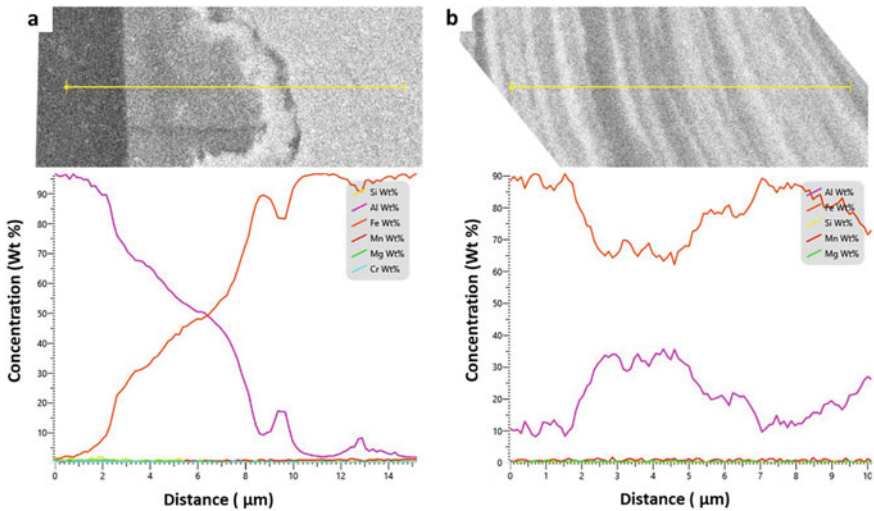 a
b
Concentration (Wt %)
90
80
70
60
50
40
30
20
10
Si Wt%
Al Wt%
Fe Wt%
Mn Wt%
Mg Wt%
Cr Wt%
0 2 4 6 8 10 12 14
Distance ( μm)
Concentration (Wt %)
90
80
70
60
50
40
30
20
10
0
Al Wt%
Fe Wt%
Si Wt%
Mn Wt%
Mg Wt%
0 1 2 3 4 5 6 7 8 9 10
Distance ( μm)